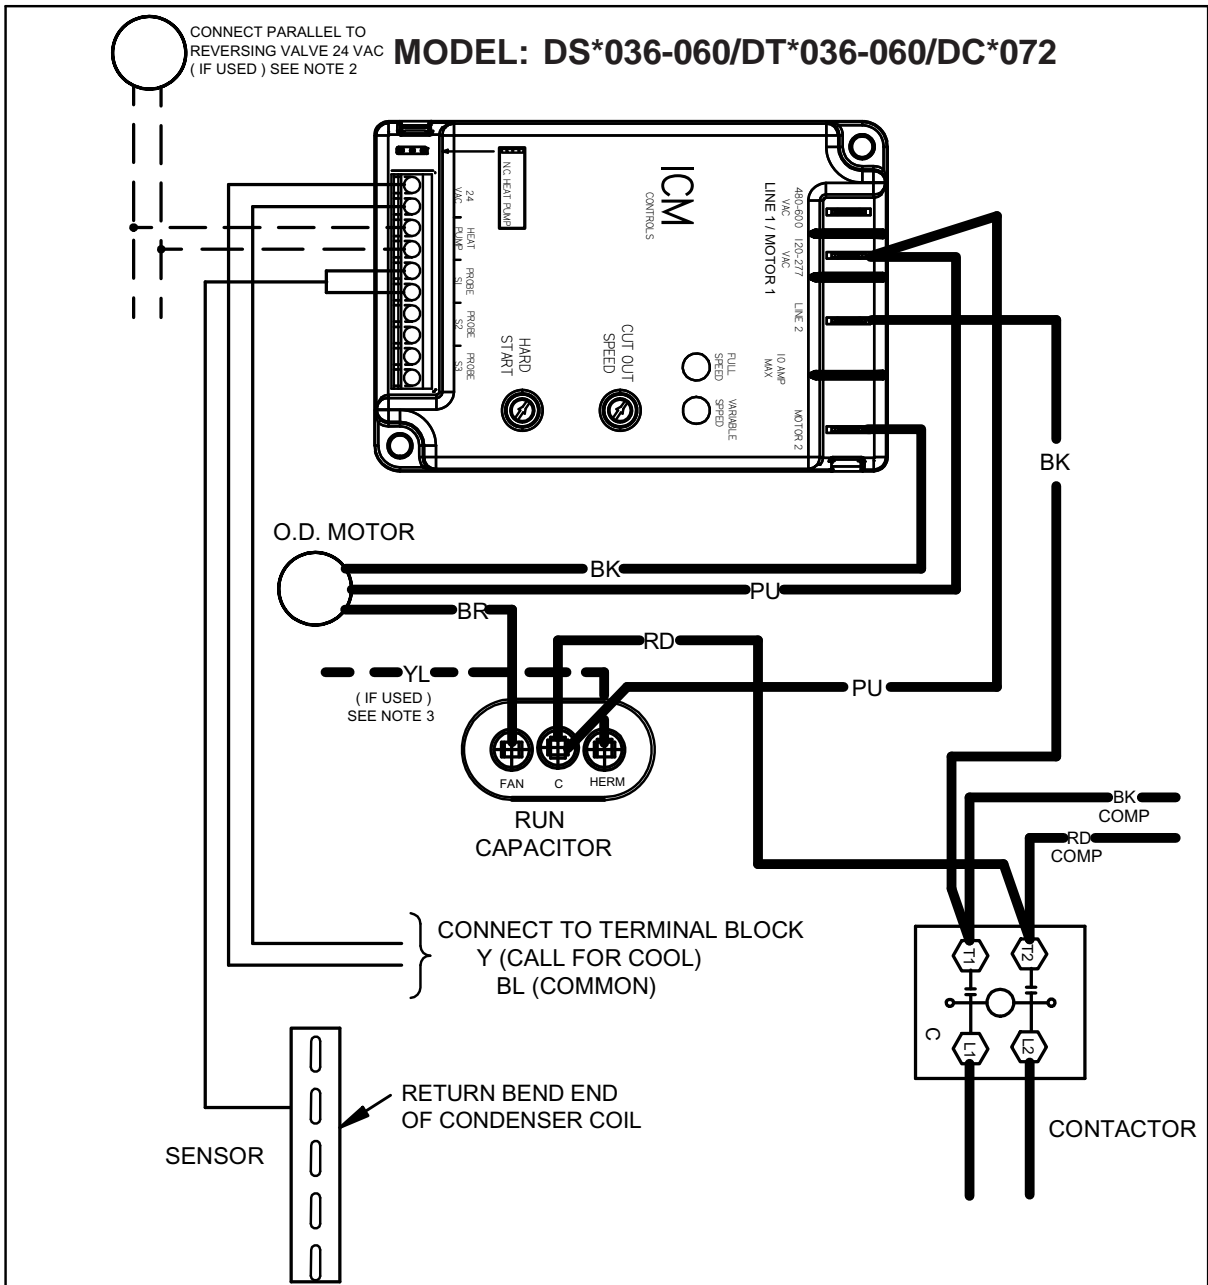 CONNECT PARALLEL TO
REVERSING VALVE 24 VAC
( IF USED ) SEE NOTE 2
MODEL: DS*036-060/DT*036-060/DC*072
N.C. HEAT PUMP
ICM
CONTROLS
24
VAC
HEAT
PUMP
PROBE
S1
PROBE
S2
PROBE
S3
480-600
VAC
120-277
VAC
LINE 1 / MOTOR 1
LINE 2
10 AMP
MAX
MOTOR 2
HARD
START
CUT OUT
SPEED
FULL
SPEED
VARIABLE
SPPED
BK
O.D. MOTOR
BK
PU
BR
RD
YL
( IF USED )
SEE NOTE 3
PU
FAN
C
HERM
RUN
CAPACITOR
BK
COMP
RD
COMP
CONNECT TO TERMINAL BLOCK
Y (CALL FOR COOL)
BL (COMMON)
T1
T2
C
L1
L2
CONTACTOR
RETURN BEND END
OF CONDENSER COIL
SENSOR